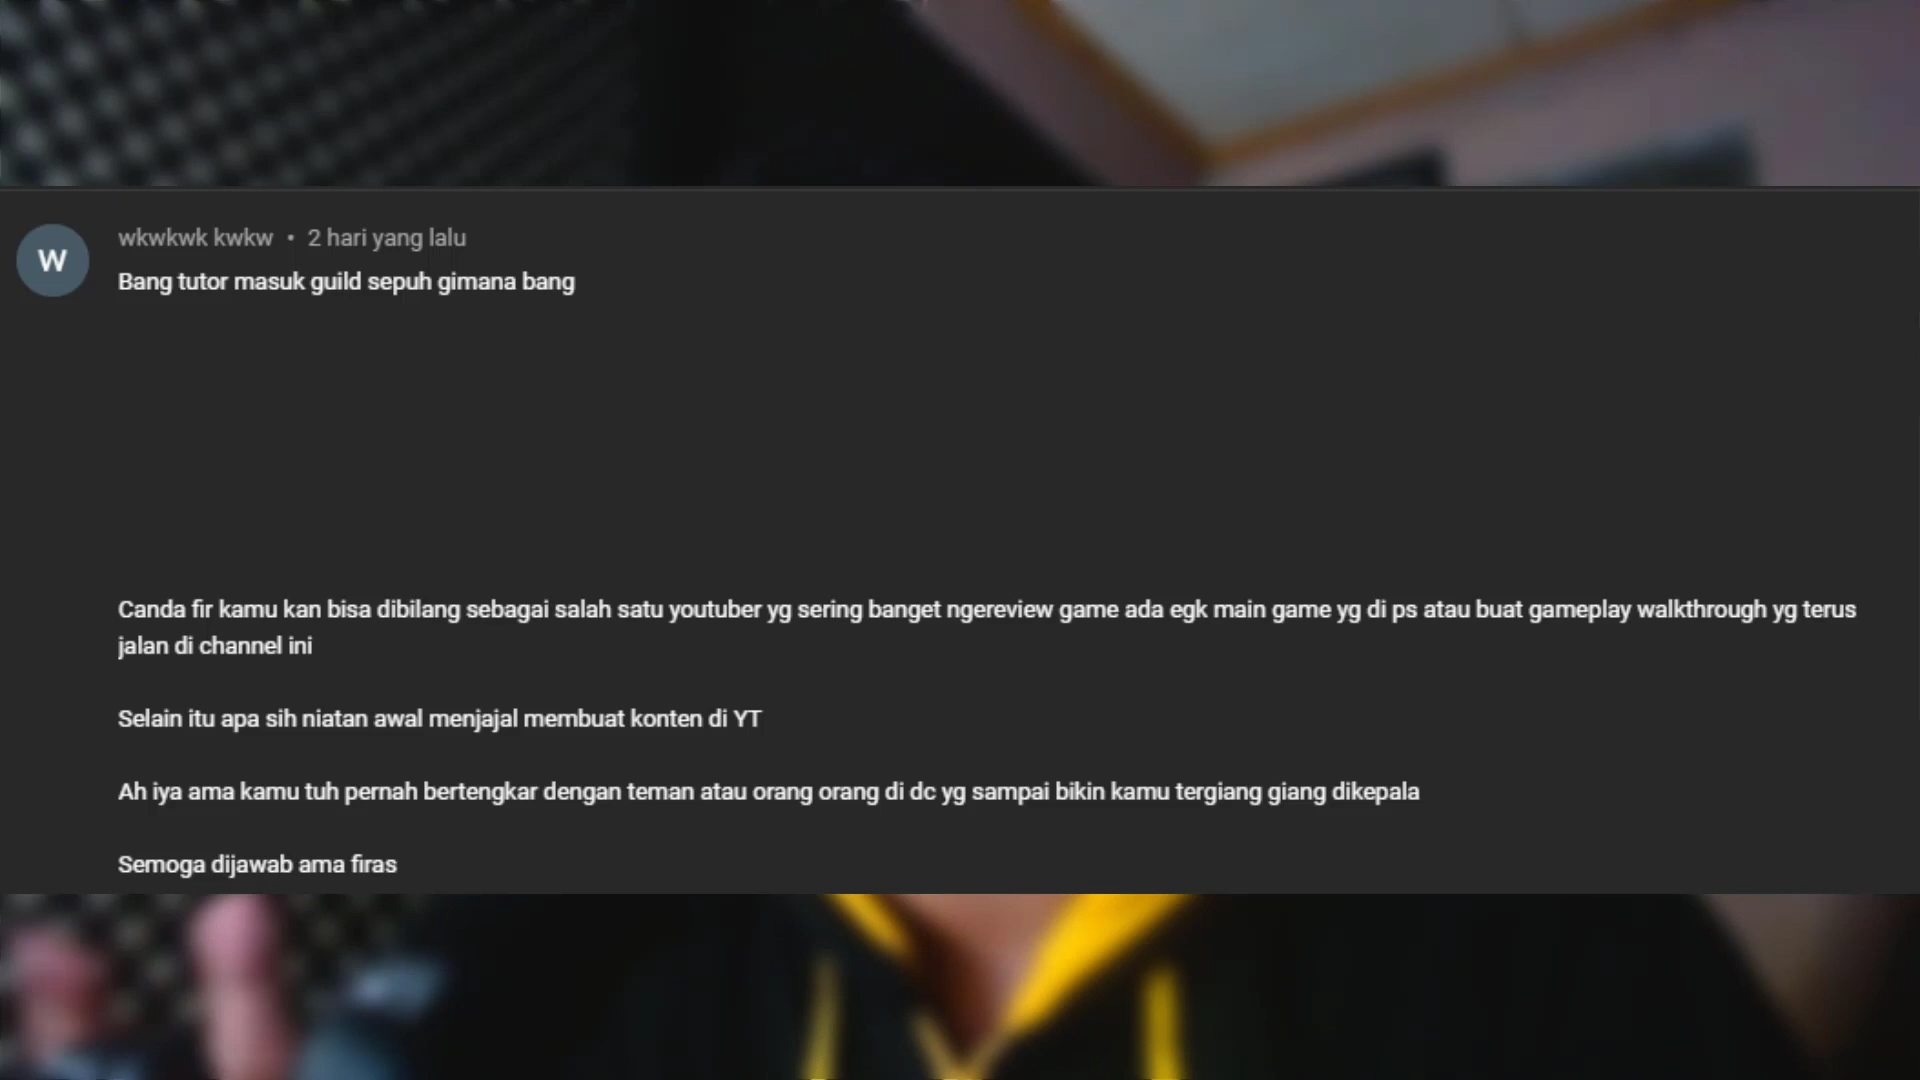 W
wkwkwk kwkw • 2 hari yang lalu
Bang tutor masuk guild sepuh gimana bang
Canda fir kamu kan bisa dibilang sebagai salah satu youtuber yg sering banget ngereview game ada egk main game yg di ps atau buat gameplay walkthrough yg terus
jalan di channel ini
Selain itu apa sih niatan awal menjajal membuat konten di YT
Ah iya ama kamu tuh pernah bertengkar dengan teman atau orang orang di dc yg sampai bikin kamu tergiang giang dikepala
Semoga dijawab ama firas